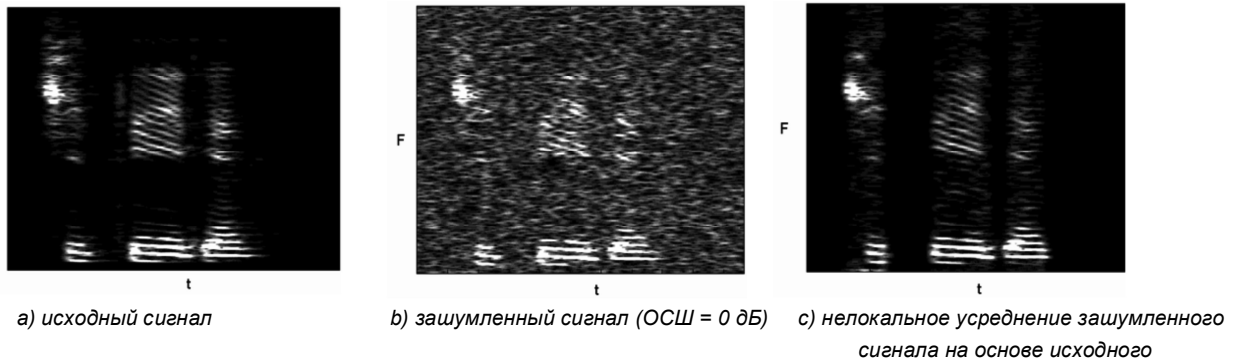 F
F
t
t
t
a) исходный сигнал
b) зашумленный сигнал (ОСШ = 0 дБ)
c) нелокальное усреднение зашумленного
сигнала на основе исходного